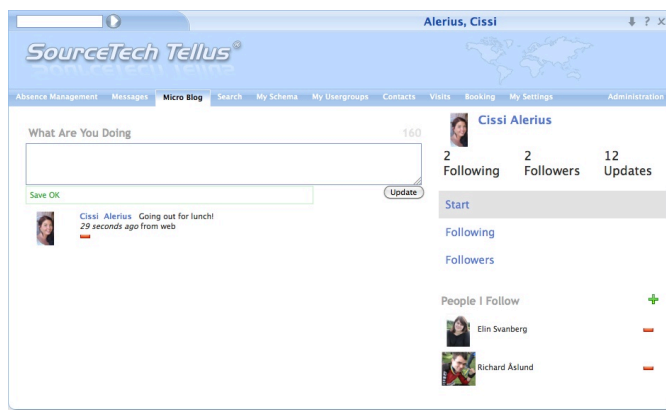 Alerius, Cissi
? X
SourceTech Tellus®
Absence Management Messages Micro Blog Search My Schema My Usergroups Contacts Visits Booking My Settings Administration
What Are You Doing 160
Save OK
Update
Cissi Alerius Going out for lunch!
29 seconds ago from web
Cissi Alerius
2 2 12
Following Followers Updates
Start
Following
Followers
People I Follow
Elin Svanberg
Richard Åslund